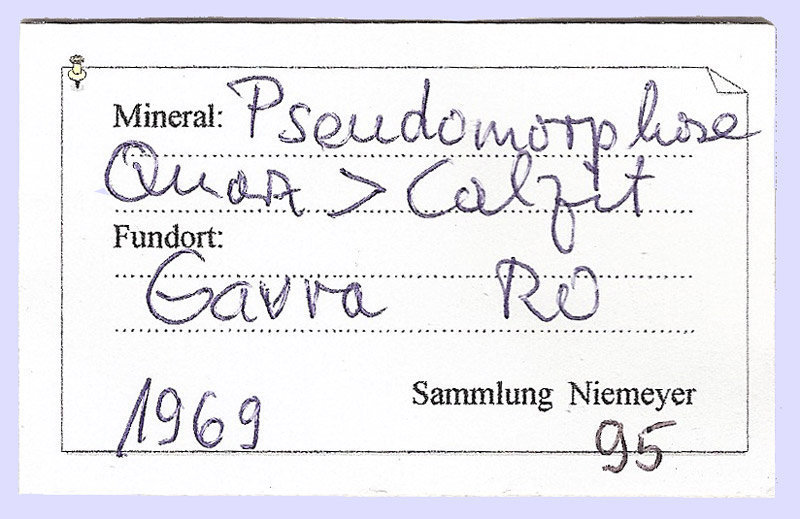 Mineral: Pseudomorphose
Quarz > Calzit
Fundort:
Gavra RO
1969
Sammlung Niemeyer
95